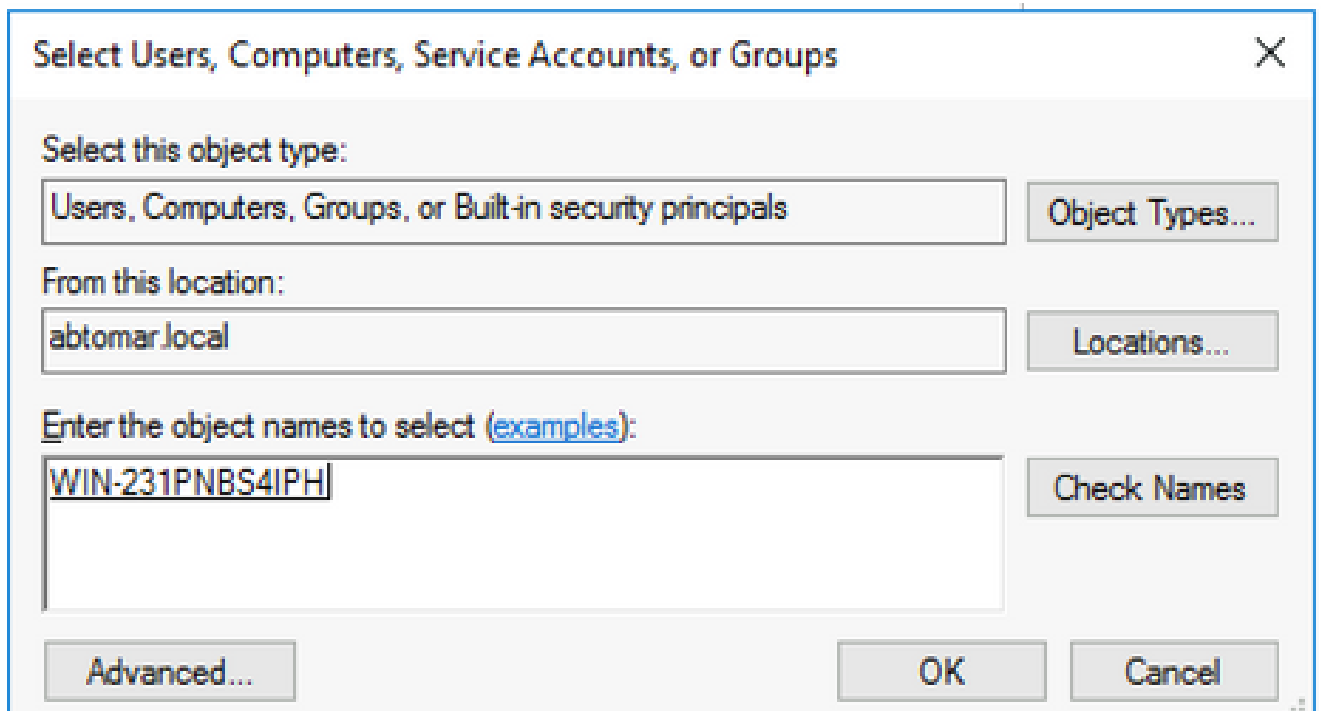 Select Users, Computers, Service Accounts, or Groups
Select this object type:
Users, Computers, Groups, or Built-in security principals
Object Types...
From this location:
abtomar.local
Locations...
Enter the object names to select (examples):
WIN-231PNBS4IPH
Check Names
Advanced...
OK
Cancel